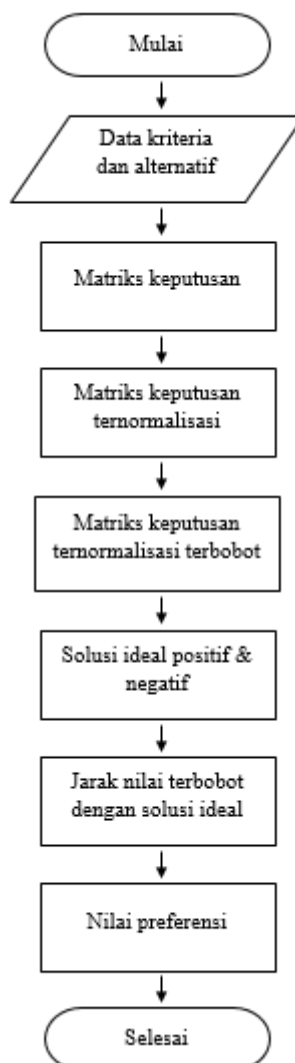 Mulai
Data kriteria
dan alternatif
Matriks keputusan
Matriks keputusan
ternormalisasi
Matriks keputusan
ternormalisasi terbobot
Solusi ideal positif &
negatif
Jarak nilai terbobot
dengan solusi ideal
Nilai preferensi
Selesai